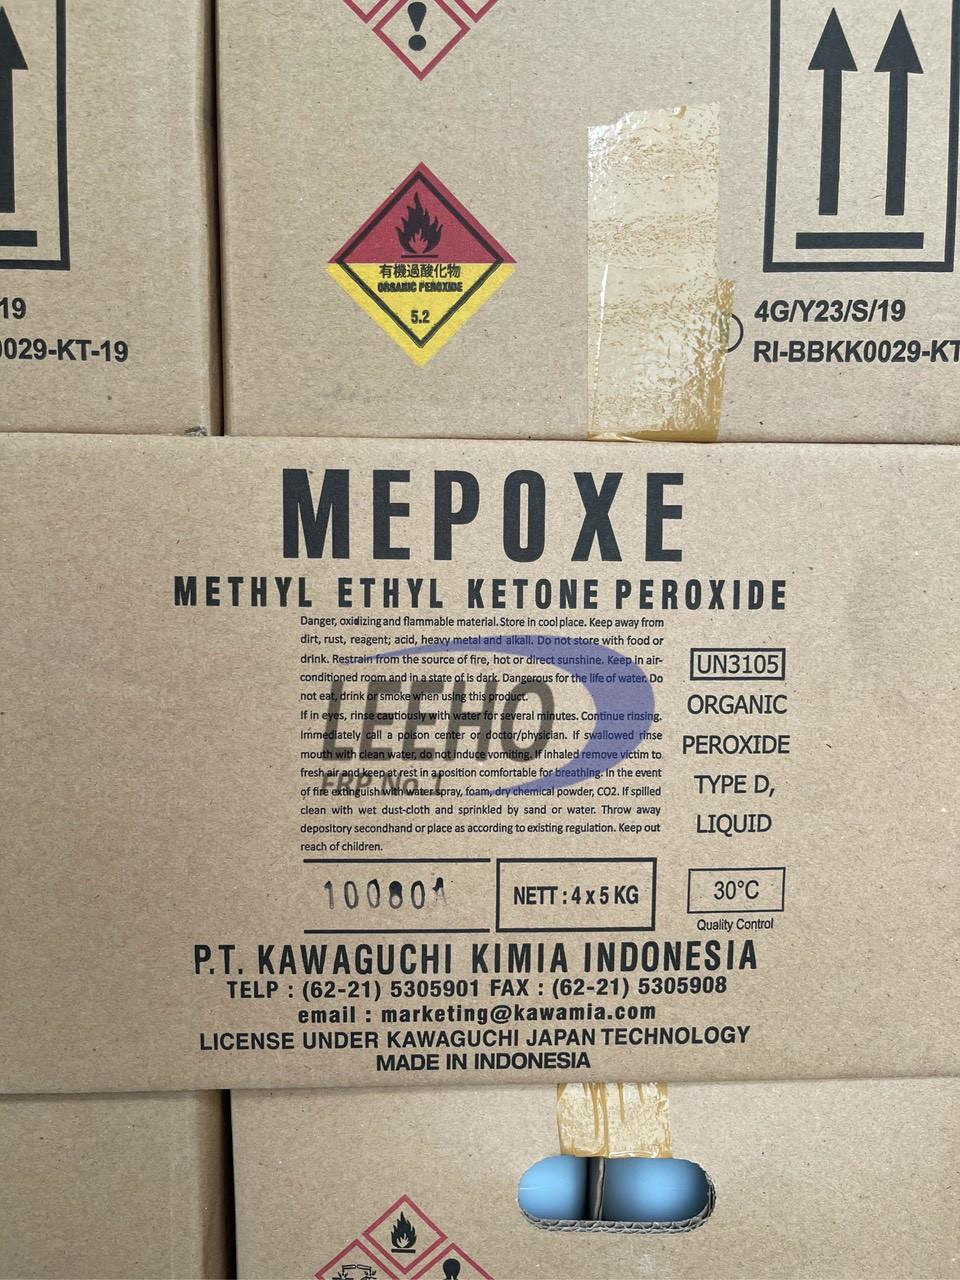 有機過酸化物
ORGANIC PEROXIDE
5.2
19
0029-KT-19
4G/Y23/S/19
RI-BBKK0029-KT
MEPOXE
METHYL ETHYL KETONE PEROXIDE
Danger, oxidizing and flammable material. Store in cool place. Keep away from
dirt, rust, reagent; acid, heavy metal and alkali. Do not store with food or
drink. Restrain from the source of fire, hot or direct sunshine. Keep in air-
conditioned room and in a state of is dark. Dangerous for the life of water. Do
not eat, drink or smoke when using this product.
If in eyes, rinse cautiously with water for several minutes. Continue rinsing.
Immediately call a poison center or doctor/physician. If swallowed rinse
mouth with clean water, do not induce vomiting. If inhaled remove victim to
fresh air and keep at rest in a position comfortable for breathing. In the event
of fire extinguish with water spray, foam, dry chemical powder, CO2. If spilled
clean with wet dust-cloth and sprinkled by sand or water. Throw away
depository secondhand or place as according to existing regulation. Keep out
reach of children.
LEEHO
FRP No.1
UN3105
ORGANIC
PEROXIDE
TYPE D,
LIQUID
10080A
NETT : 4 x 5 KG
30°C
Quality Control
P.T. KAWAGUCHI KIMIA INDONESIA
TELP : (62-21) 5305901 FAX : (62-21) 5305908
email : marketing@kawamia.com
LICENSE UNDER KAWAGUCHI JAPAN TECHNOLOGY
MADE IN INDONESIA